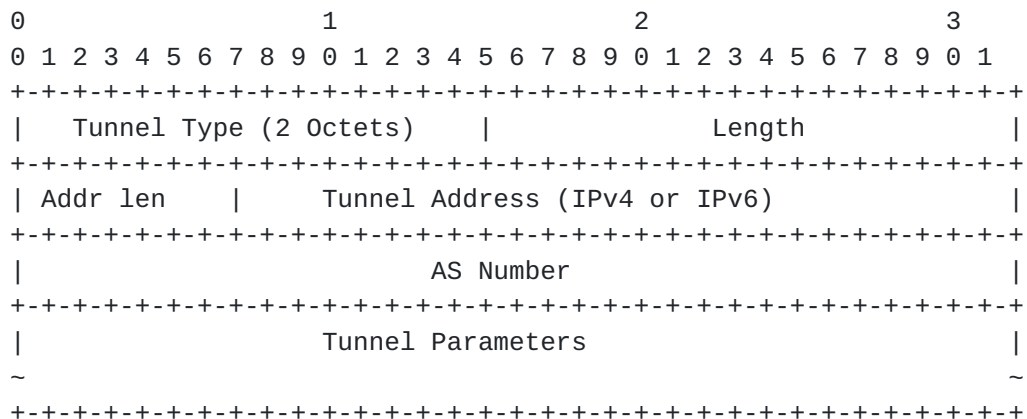 0                   1                   2                   3
0 1 2 3 4 5 6 7 8 9 0 1 2 3 4 5 6 7 8 9 0 1 2 3 4 5 6 7 8 9 0 1
+-+-+-+-+-+-+-+-+-+-+-+-+-+-+-+-+-+-+-+-+-+-+-+-+-+-+-+-+-+-+-+-+
|   Tunnel Type (2 Octets)    |              Length             |
+-+-+-+-+-+-+-+-+-+-+-+-+-+-+-+-+-+-+-+-+-+-+-+-+-+-+-+-+-+-+-+-+
| Addr len    |     Tunnel Address (IPv4 or IPv6)               |
+-+-+-+-+-+-+-+-+-+-+-+-+-+-+-+-+-+-+-+-+-+-+-+-+-+-+-+-+-+-+-+-+
|                          AS Number                            |
+-+-+-+-+-+-+-+-+-+-+-+-+-+-+-+-+-+-+-+-+-+-+-+-+-+-+-+-+-+-+-+-+
|                   Tunnel Parameters                           |
~                                                               ~
+-+-+-+-+-+-+-+-+-+-+-+-+-+-+-+-+-+-+-+-+-+-+-+-+-+-+-+-+-+-+-+-+